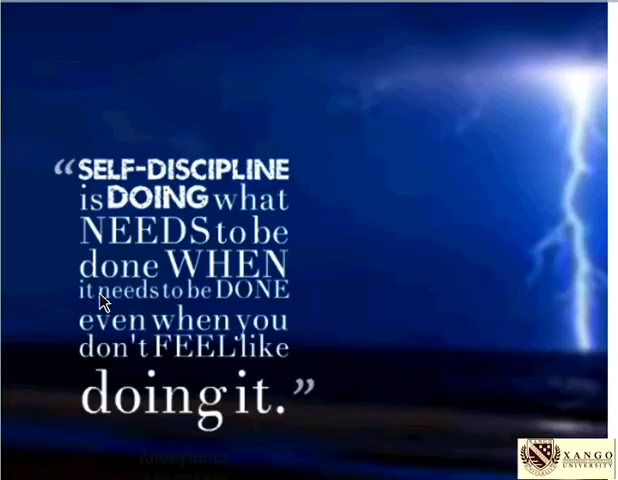 “SELF-DISCIPLINE
is DOING what
NEEDS to be
done WHEN
it needs to be DONE
even when you
don't FEEL like
doing it.”
Anonymous
XANGO
UNIVERSITY